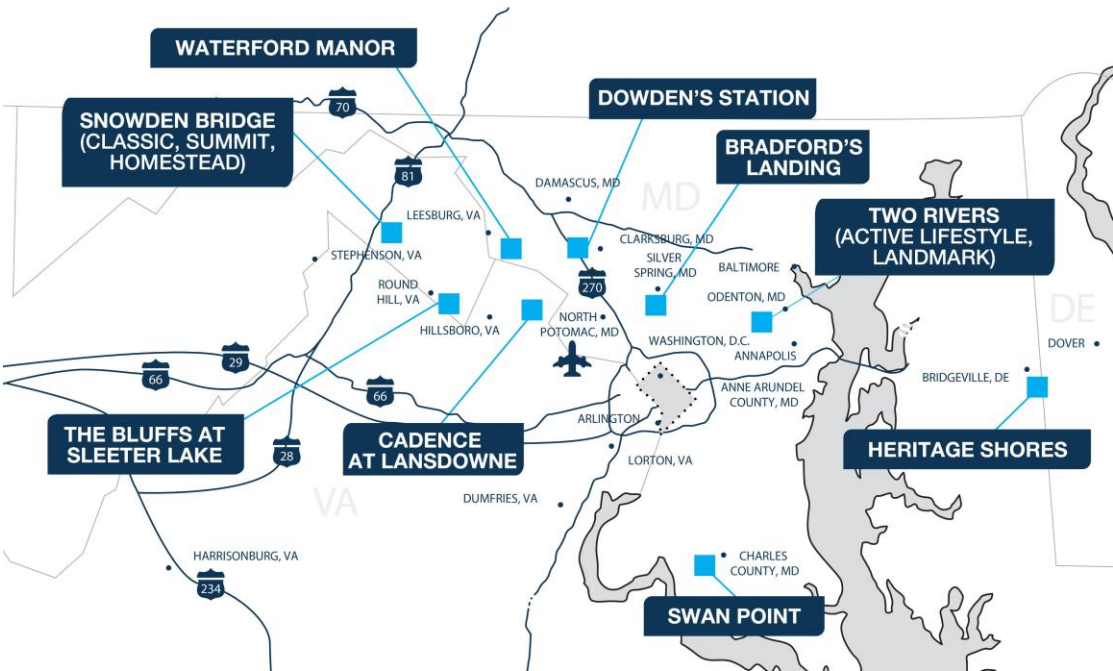 WATERFORD MANOR
DOWDEN'S STATION
SNOWDEN BRIDGE
(CLASSIC, SUMMIT,
HOMESTEAD)
70
BRADFORD'S
LANDING
81
DAMASCUS, MD
MD
TWO RIVERS
(ACTIVE LIFESTYLE,
LANDMARK)
LEESBURG, VA
STEPHENSON, VA
CLARKSBURG, MD
SILVER
SPRING, MD
BALTIMORE
270
ROUND
HILL, VA
HILLSBORO, VA
NORTH
POTOMAC, MD
ODENTON, MD
DE
DOVER
WASHINGTON, D.C.
ANNAPOLIS
29
66
66
BRIDGEVILLE, DE
ANNE ARUNDEL
COUNTY, MD
ARLINGTON
THE BLUFFS AT
SLEETER LAKE
28
CADENCE
AT LANSDOWNE
HERITAGE SHORES
LORTON, VA
VA
DUMFRIES, VA
HARRISONBURG, VA
234
CHARLES
COUNTY, MD
SWAN POINT